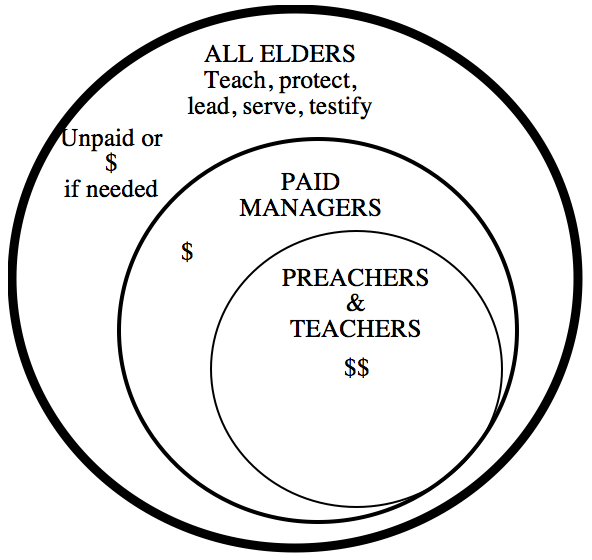 ALL ELDERS
Teach, protect,
lead, serve, testify
Unpaid or
$
if needed
PAID
MANAGERS
$
PREACHERS
&
TEACHERS
$$